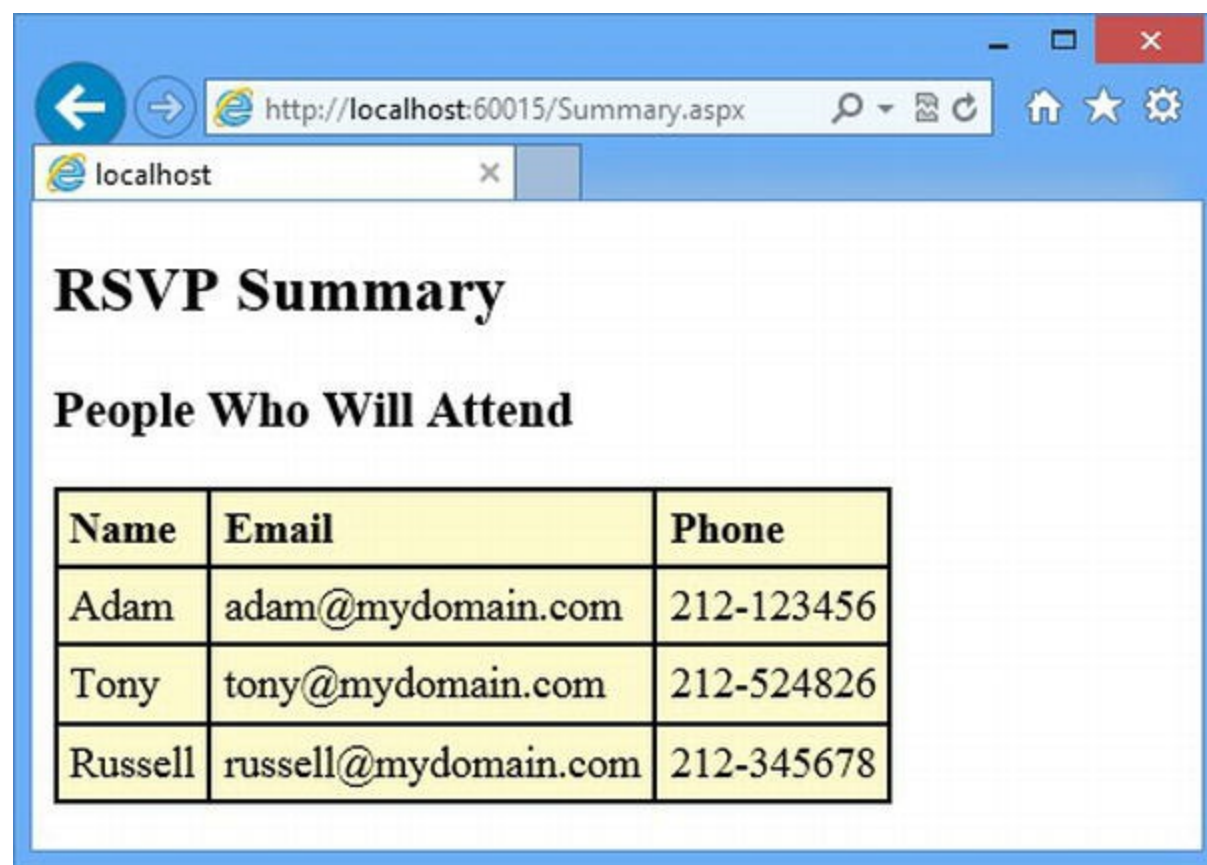 http://localhost:60015/Summary.aspx
localhost
RSVP Summary
People Who Will Attend
Name Email Phone
Adam adam@mydomain.com 212-123456
Tony tony@mydomain.com 212-524826
Russell russell@mydomain.com 212-345678